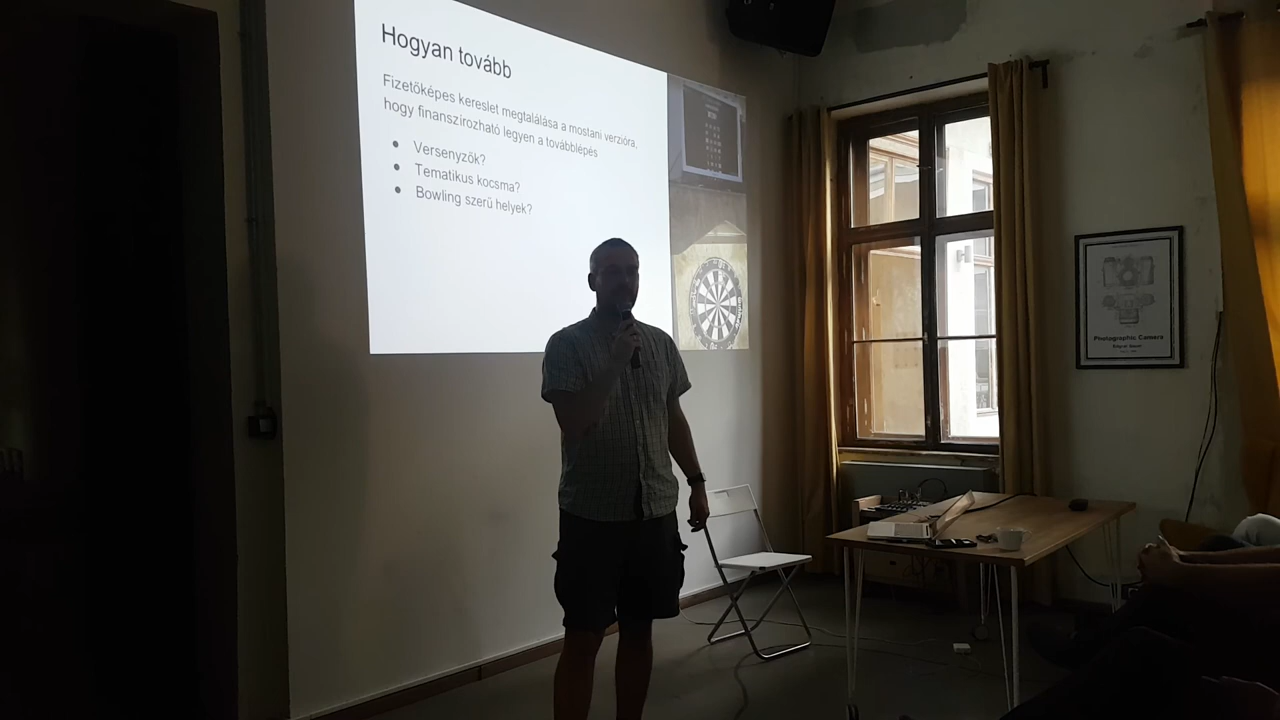 Hogyan tovább
Fizetőképes kereslet megtalálása a mostani verzióra,
hogy finanszírozható legyen a továbblépés
• Versenyzők?
• Tematikus kocsma?
• Bowling szerű helyek?
Photographic Camera